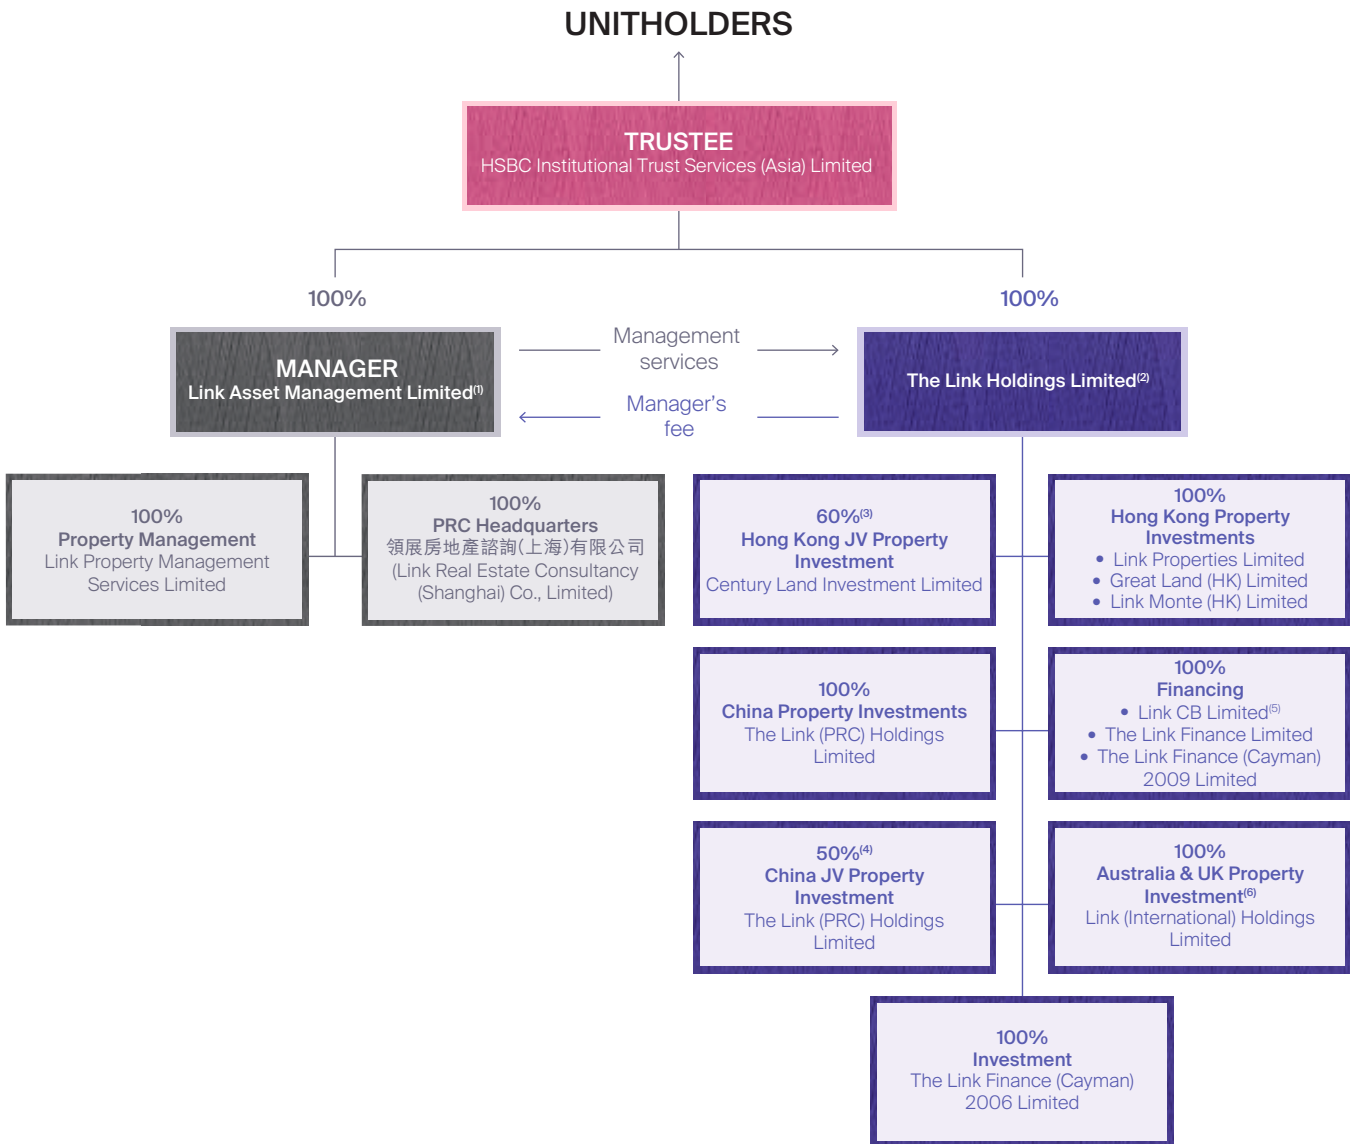 UNITHOLDERS
TRUSTEE
HSBC Institutional Trust Services (Asia) Limited
100%
100%
MANAGER
Link Asset Management Limited(1)
Management
services
Manager's
fee
The Link Holdings Limited(2)
100%
Property Management
Link Property Management
Services Limited
100%
PRC Headquarters
領展房地產諮詢(上海)有限公司
(Link Real Estate Consultancy
(Shanghai) Co., Limited)
60%(3)
Hong Kong JV Property
Investment
Century Land Investment Limited
100%
Hong Kong Property
Investments
• Link Properties Limited
• Great Land (HK) Limited
• Link Monte (HK) Limited
100%
China Property Investments
The Link (PRC) Holdings
Limited
100%
Financing
• Link CB Limited(5)
• The Link Finance Limited
• The Link Finance (Cayman)
2009 Limited
50%(4)
China JV Property
Investment
The Link (PRC) Holdings
Limited
100%
Australia & UK Property
Investment(6)
Link (International) Holdings
Limited
100%
Investment
The Link Finance (Cayman)
2006 Limited